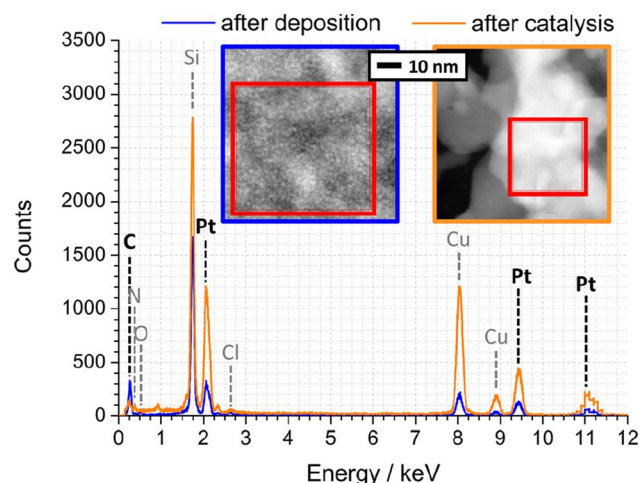 after deposition
after catalysis
3500
3000
2500
2000
1500
1000
500
0
Counts
10 nm
Si
Pt
C
N
O
Cl
Cu
Cu
Pt
Pt
0 1 2 3 4 5 6 7 8 9 10 11 12
Energy / keV